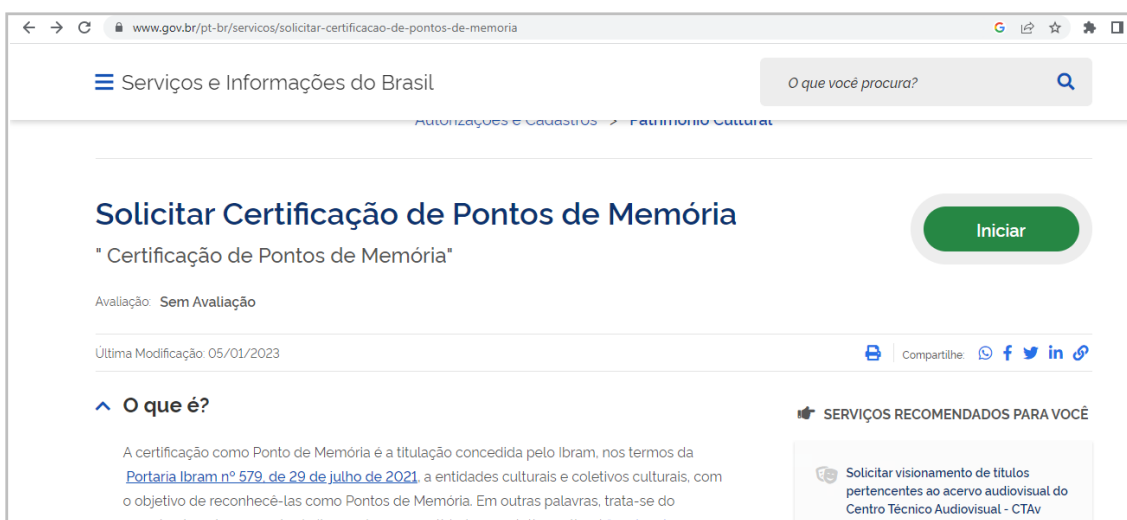 www.gov.br/pt-br/servicos/solicitar-certificacao-de-pontos-de-memoria
Serviços e Informações do Brasil
O que você procura?
Autorizações e Cadastros > Patrimônio Cultural
Solicitar Certificação de Pontos de Memória
Iniciar
" Certificação de Pontos de Memória"
Avaliação: Sem Avaliação
Última Modificação: 05/01/2023
Compartilhe:
O que é?
A certificação como Ponto de Memória é a titulação concedida pelo Ibram, nos termos da
Portaria Ibram nº 579, de 29 de julho de 2021, a entidades culturais e coletivos culturais, com
o objetivo de reconhecê-las como Pontos de Memória. Em outras palavras, trata-se do
SERVIÇOS RECOMENDADOS PARA VOCÊ
Solicitar visionamento de títulos
pertencentes ao acervo audiovisual do
Centro Técnico Audiovisual - CTAv